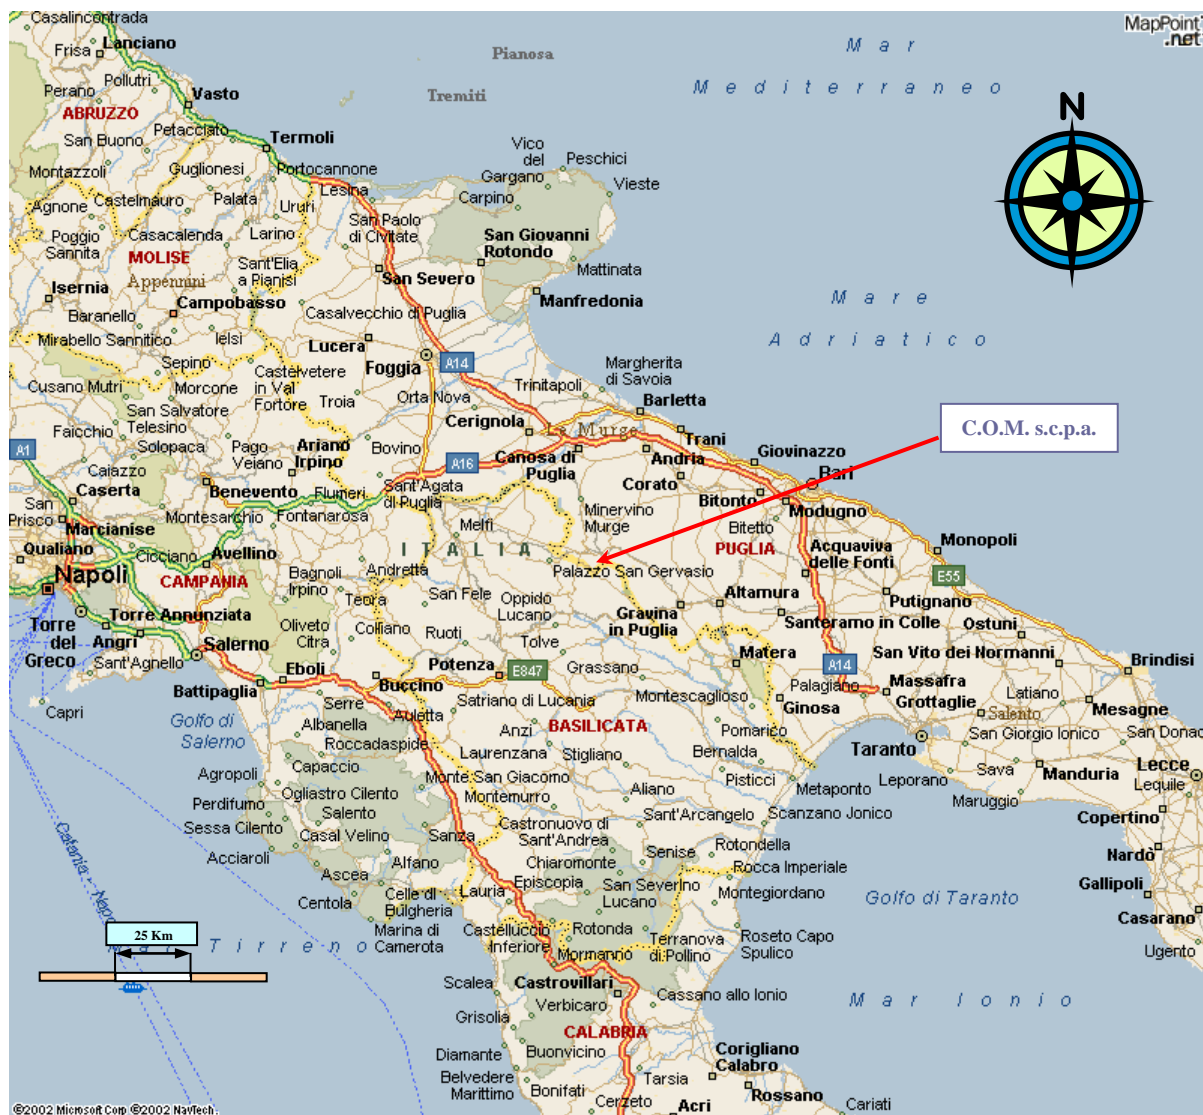 Casalincontrada
Lanciano
Frisa
Pollutri
Perano
ABRUZZO
Vasto
San Buono
Petacciato
Termoli
Montazzoli
Guglionesi
Portocannone
Agnone
Castelmauro
Palata
Ururi
Lesina
Poggio
Sannita
Casacalenda
Larino
San Paolo
di Civitate
MOLISE
Appennini
Sant'Elia
a Pianisi
San Severo
Isernia
Campobasso
Baranello
Ielsi
Casalvecchio di Puglia
Mirabello Sannitico
Lucera
Sepino
Foggia
Castelvetere
in Val
Fortore
Cusano Mutri
Morcone
Troia
Orta Nova
San Salvatore
Telesino
Faicchio
Solopaca
Pago
Veiano
Ariano
Irpino
Bovino
Cerignola
Caiazzo
A1
Caserta
Benevento
Flumeri
Sant'Agata
di Puglia
A16
A14
San
Prisco
Marcianise
Montesarchio
Fontanarosa
Qualiano
Cicciano
Avellino
Napoli
CAMPANIA
Bagnoli
Irpino
Andretta
Melfi
ITALIA
Torre Annunziata
Torre
del
Greco
Angri
Salerno
Oliveto
Citra
Teora
Colliano
San Fele
Ruoti
Oppido
Lucano
Tolve
Sant'Agnello
Eboli
Battipaglia
Buccino
Potenza
E847
Capri
Golfo di
Salerno
Pianosa
Tremiti
Mar
Mediterraneo
MapPoint
.net
N
Vico
del
Gargano
Peschici
Vieste
Carpino
San Giovanni
Rotondo
Mattinata
Manfredonia
Mare
Adriatico
Margherita
di Savoia
Trinitapoli
Barletta
Le Murge
Trani
Canosa di
Puglia
Andria
Giovinazzo
Corato
Bari
Bitonto
Modugno
C.O.M. s.c.p.a.
Minervino
Murge
Bitetto
PUGLIA
Palazzo San Gervasio
Acquaviva
delle Fonti
Monopoli
E55
Gravina
in Puglia
Altamura
Putignano
Santeramo in Colle
Ostuni
Grassano
Matera
A14
San Vito dei Normanni
Brindisi
Montescaglioso
Palagiano
Massafra
Latiano
Mesagne
Ginosa
Grottaglie
Salento
San Donac
Pomarico
Taranto
San Giorgio Ionico
Bernalda
Pisticci
Leporano
Sava
Manduria
Lecce
Lequile
Metaponto
Maruggio
Copertino
Nardò
Gallipoli
Casarano
Ugento
Golfo di Taranto
Mar Ionio
Serre
Auletta
Satriano di Lucania
Albanella
Anzi
BASILICATA
Roccadaspide
Laurenzana
Stigliano
Capaccio
Agropoli
Monte San Giacomo
Ogliastro Cilento
Montemurro
Aliano
Perdifumo
Salento
Sant'Arcangelo
Scanzano Jonico
Sessa Cilento
Casal Velino
Sanza
Castronuovo di
Sant'Andrea
Acciaroli
Alfano
Chiaromonte
Senise
Rotondella
Ascea
Celle di
Bulgheria
Lauria
Episcopia
San Severino
Lucano
Rocca Imperiale
Montegiordano
Centola
Marina di
Camerota
Castelluccio
Inferiore
Rotonda
Mormanno
Terranova
di Pollino
Roseto Capo
Spulico
Scalea
Castrovillari
Cassano allo Ionio
Verbicaro
Grisolia
CALABRIA
Diamante
Buonvicino
Corigliano
Calabro
Belvedere
Marittimo
Bonifati
Tarsia
Rossano
Cerzeto
Acri
Cariati
Catania - Napo
25 Km
Mar Tirreno
©2002 Microsoft Corp ©2002 NavTech.